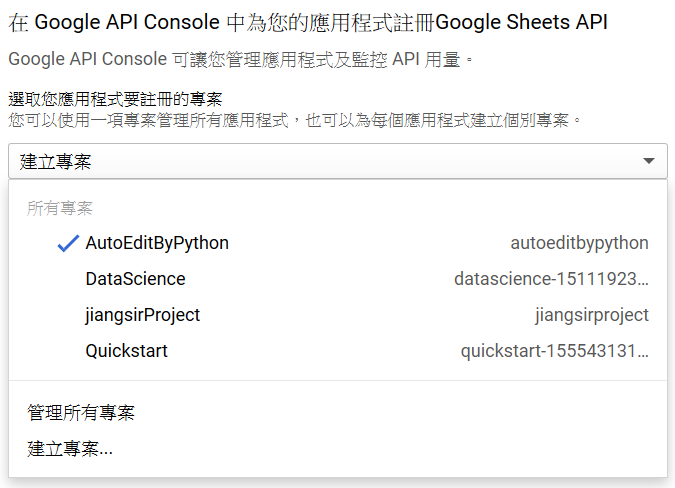 在 Google API Console 中為您的應用程式註冊Google Sheets API
Google API Console 可讓您管理應用程式及監控 API 用量。
選取您應用程式要註冊的專案
您可以使用一項專案管理所有應用程式，也可以為每個應用程式建立個別專案。
建立專案
所有專案
AutoEditByPython autoeditbypython
DataScience datascience-15111923...
jiangsirProject jiangsirproject
Quickstart quickstart-155543131...
管理所有專案
建立專案...